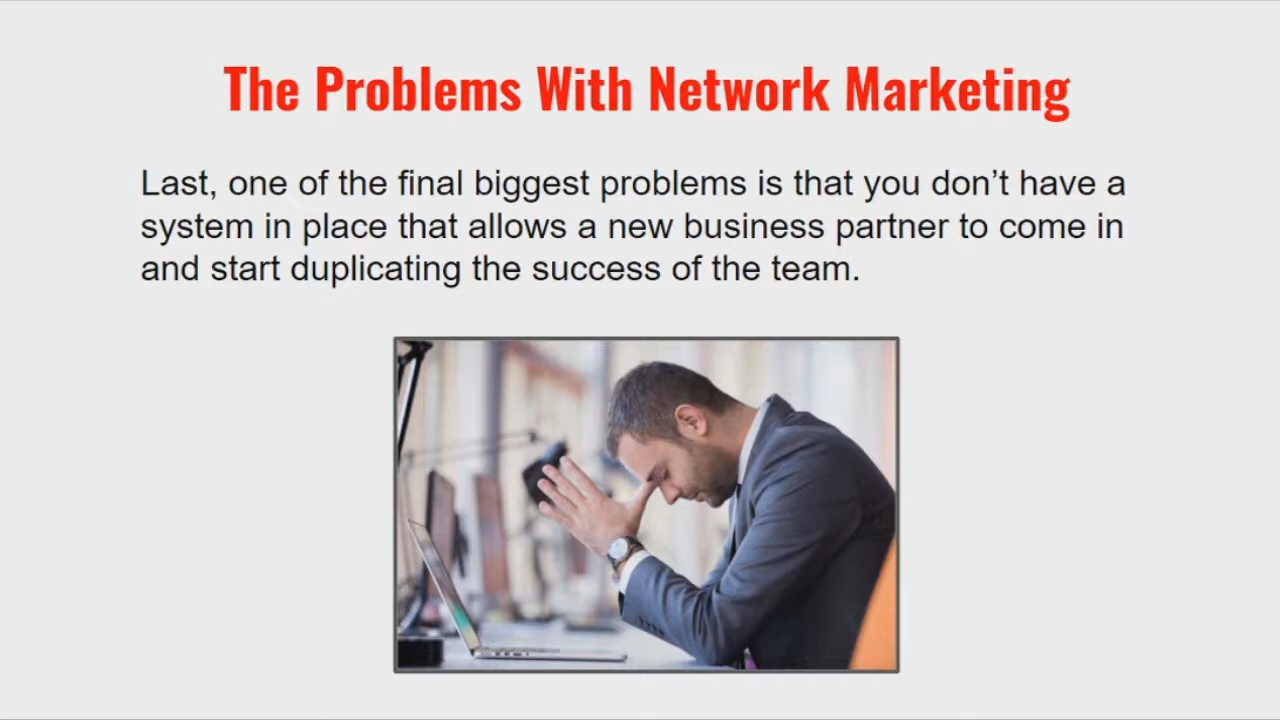 The Problems With Network Marketing
Last, one of the final biggest problems is that you don’t have a
system in place that allows a new business partner to come in
and start duplicating the success of the team.